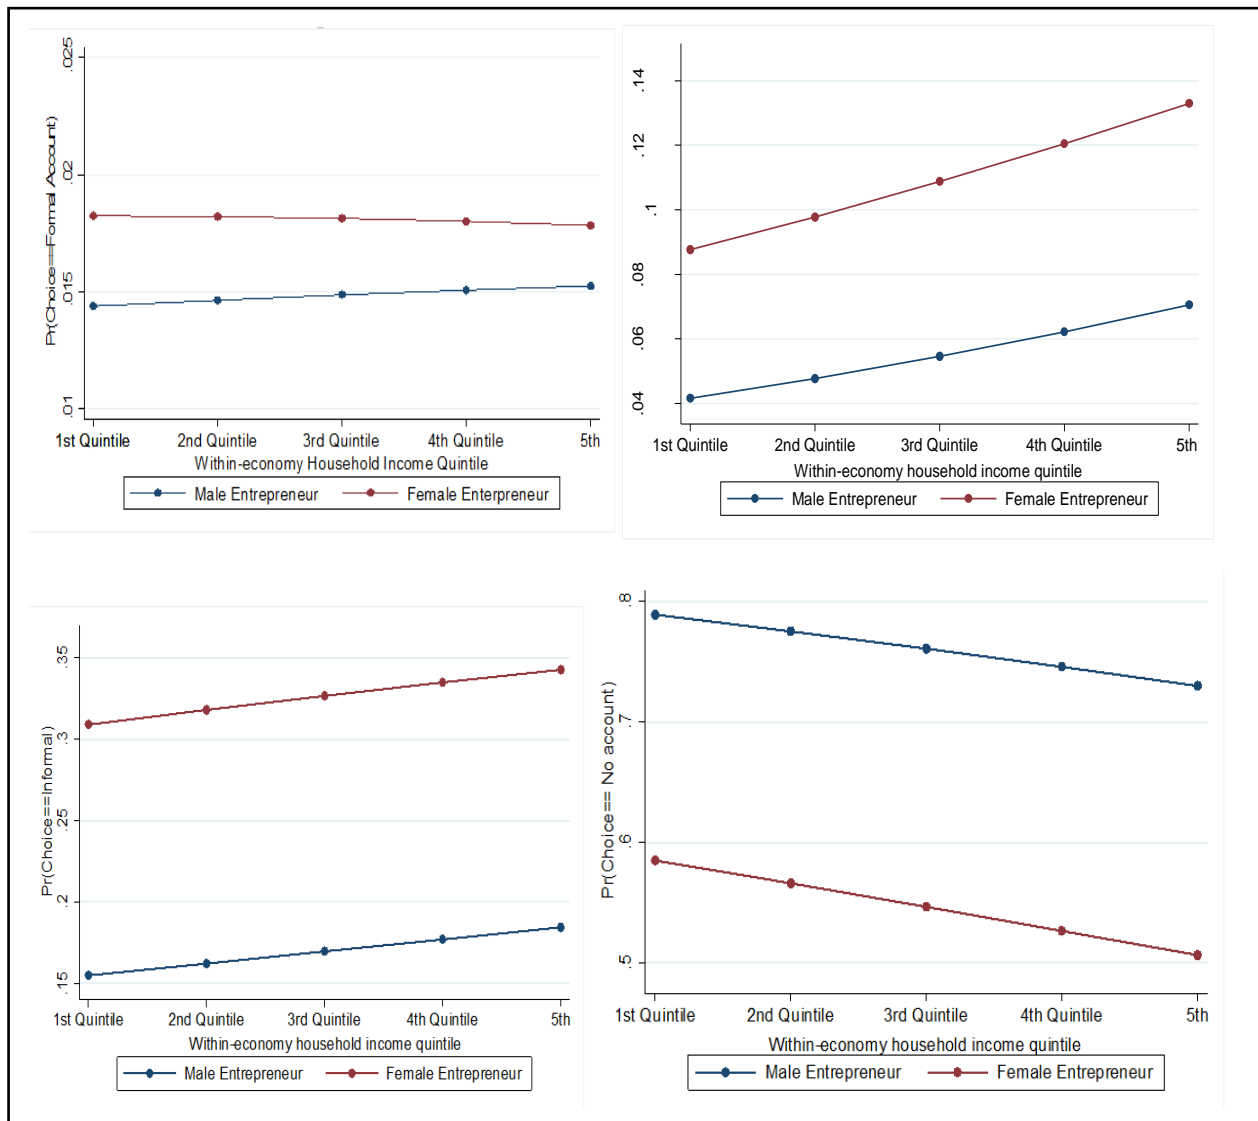 .025
.02
.015
.01
Pr(Choice==Formal Account)
1st Quintile 2nd Quintile 3rd Quintile 4th Quintile 5th
Within-economy Household Income Quintile
Male Entrepreneur Female Enterpreneur
.14
.12
.1
.08
.06
.04
1st Quintile 2nd Quintile 3rd Quintile 4th Quintile 5th
Within-economy household income quintile
Male Entrepreneur Female Entrepreneur
.35
.3
.25
.2
.15
Pr(Choice==Informal)
1st Quintile 2nd Quintile 3rd Quintile 4th Quintile 5th
Within-economy household income quintile
Male Entrepreneur Female Entrepreneur
.8
.7
.6
.5
Pr(Choice== No account)
1st Quintile 2nd Quintile 3rd Quintile 4th Quintile 5th
Within-economy household income quintile
Male Entrepreneur Female Entrepreneur